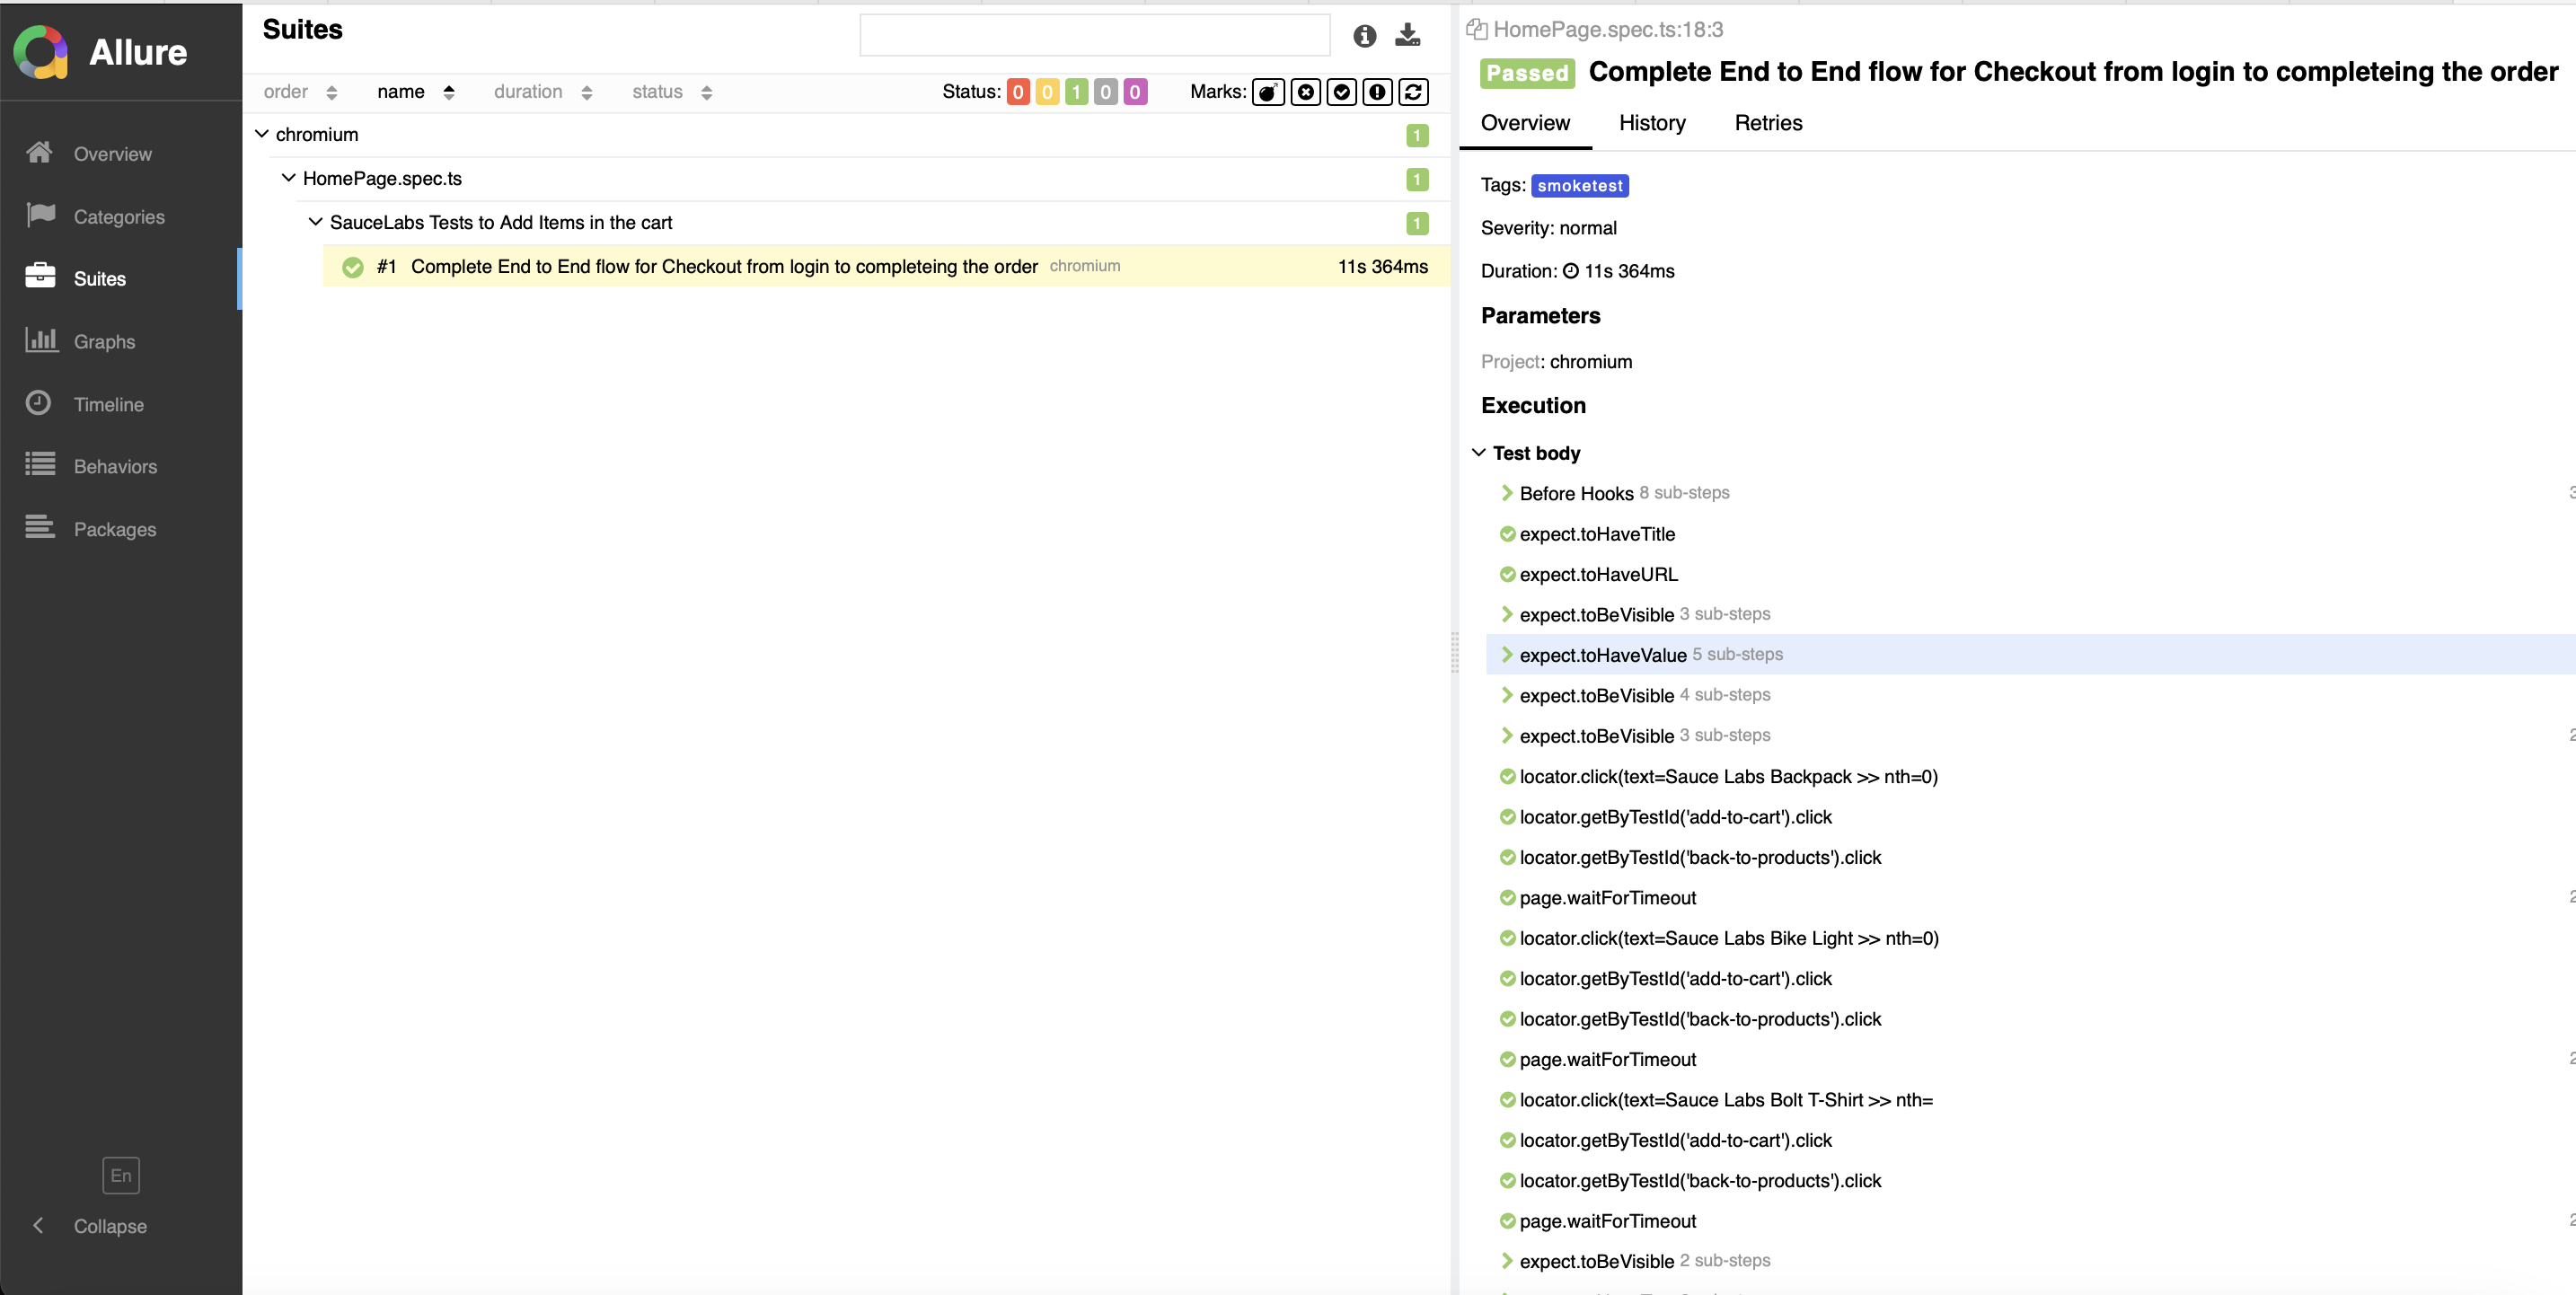 Allure
Overview
Categories
Suites
Graphs
Timeline
Behaviors
Packages
En
Collapse
Suites
order name duration status Status: 0 0 1 0 0 Marks:
chromium 1
HomePage.spec.ts 1
SauceLabs Tests to Add Items in the cart 1
#1 Complete End to End flow for Checkout from login to completeing the order chromium 11s 364ms
HomePage.spec.ts:18:3
Passed Complete End to End flow for Checkout from login to completeing the order
Overview History Retries
Tags: smoketest
Severity: normal
Duration: 11s 364ms
Parameters
Project: chromium
Execution
Test body
Before Hooks 8 sub-steps
expect.toHaveTitle
expect.toHaveURL
expect.toBeVisible 3 sub-steps
expect.toHaveValue 5 sub-steps
expect.toBeVisible 4 sub-steps
expect.toBeVisible 3 sub-steps
locator.click(text=Sauce Labs Backpack >> nth=0)
locator.getByTestId('add-to-cart').click
locator.getByTestId('back-to-products').click
page.waitForTimeout
locator.click(text=Sauce Labs Bike Light >> nth=0)
locator.getByTestId('add-to-cart').click
locator.getByTestId('back-to-products').click
page.waitForTimeout
locator.click(text=Sauce Labs Bolt T-Shirt >> nth=
locator.getByTestId('add-to-cart').click
locator.getByTestId('back-to-products').click
page.waitForTimeout
expect.toBeVisible 2 sub-steps